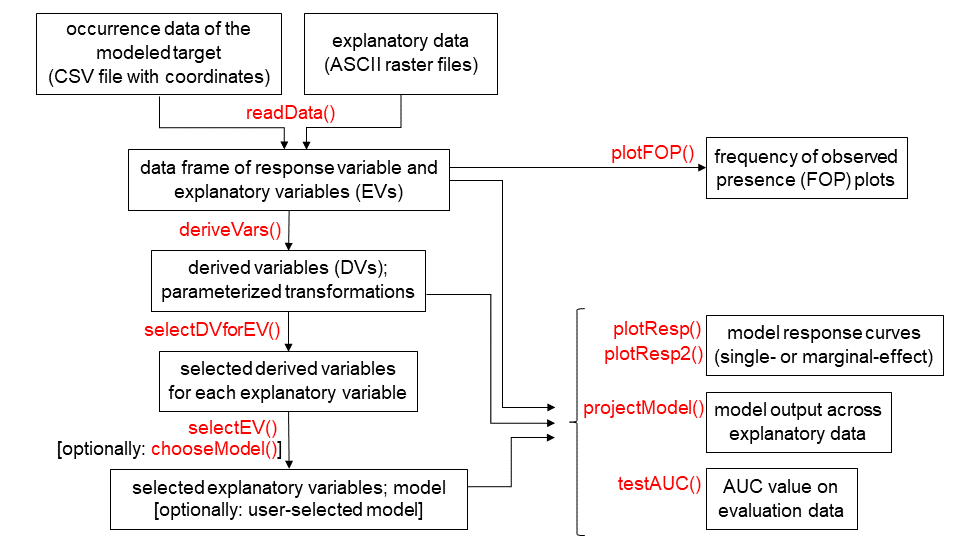 occurrence data of the
modeled target
(CSV file with coordinates)
explanatory data
(ASCII raster files)
readData()
data frame of response variable and
explanatory variables (EVs)
plotFOP()
frequency of observed
presence (FOP) plots
deriveVars()
derived variables (DVs);
parameterized transformations
selectDVforEV()
selected derived variables
for each explanatory variable
selectEV()
[optionally: chooseModel()]
selected explanatory variables; model
[optionally: user-selected model]
plotResp()
plotResp2()
model response curves
(single- or marginal-effect)
projectModel()
model output across
explanatory data
testAUC()
AUC value on
evaluation data